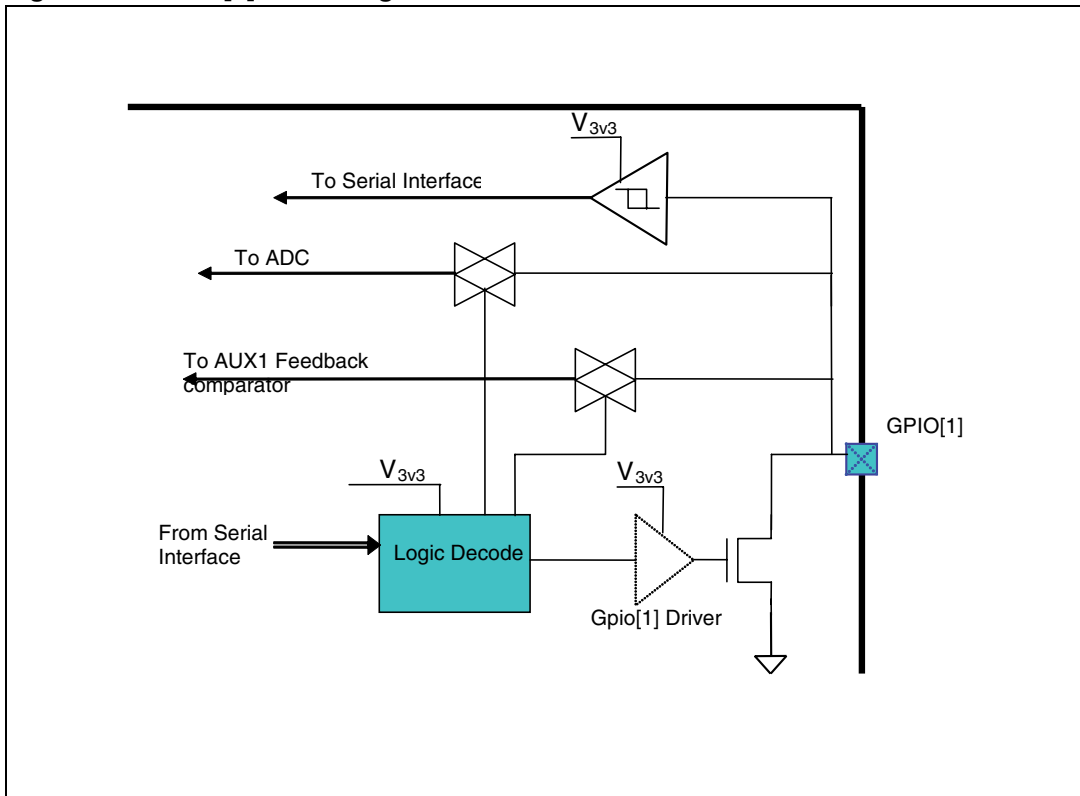 V3v3
To Serial Interface
To ADC
To AUX1 Feedback
comparator
GPIO[1]
V3v3
V3v3
From Serial
Interface
Logic Decode
Gpio[1] Driver